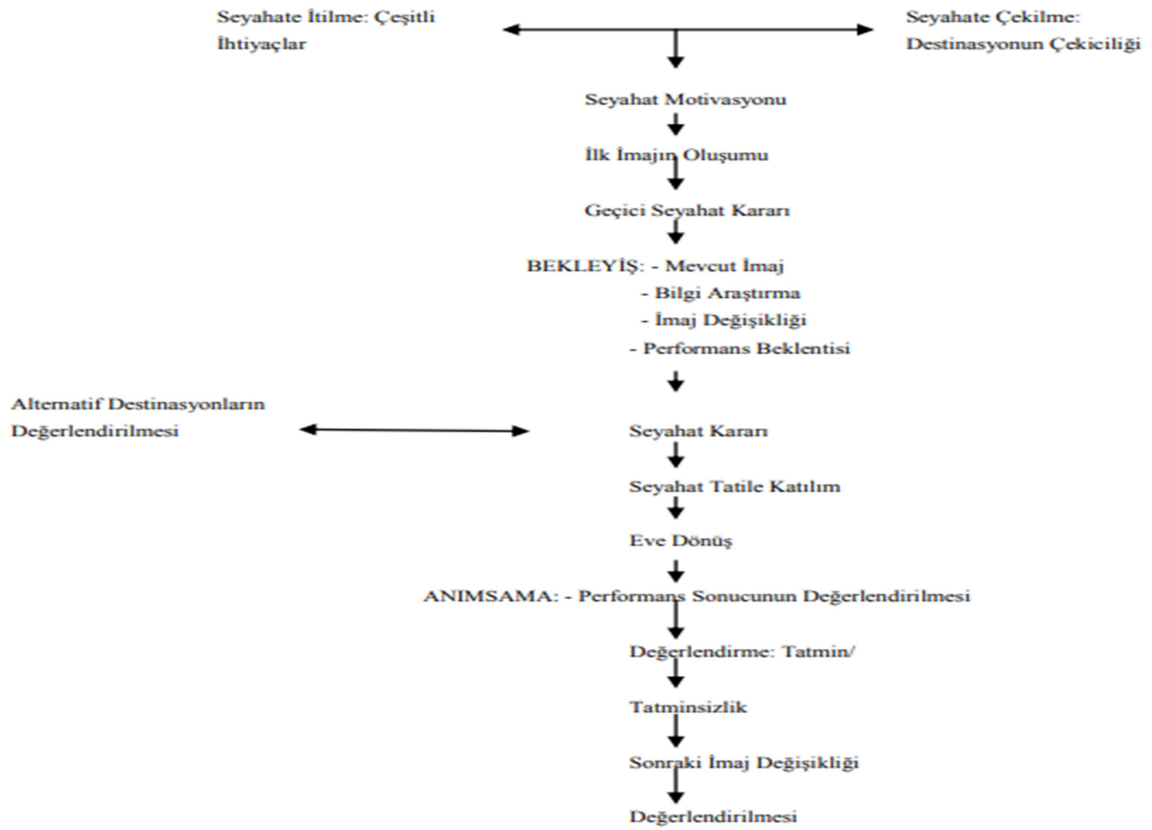 Seyahate İtilme: Çeşitli
İhtiyaçlar
Seyahate Çekilme:
Destinasyonun Çekiciliği
Seyahat Motivasyonu
İlk İmajın Oluşumu
Geçici Seyahat Kararı
BEKLEYİŞ: - Mevcut İmaj
- Bilgi Araştırma
- İmaj Değişikliği
- Performans Beklentisi
Alternatif Destinasyonların
Değerlendirilmesi
Seyahat Kararı
Seyahat Tatile Katılım
Eve Dönüş
ANIMSAMA: - Performans Sonucunun Değerlendirilmesi
Değerlendirme: Tatmin/
Tatminsizlik
Sonraki İmaj Değişikliği
Değerlendirilmesi